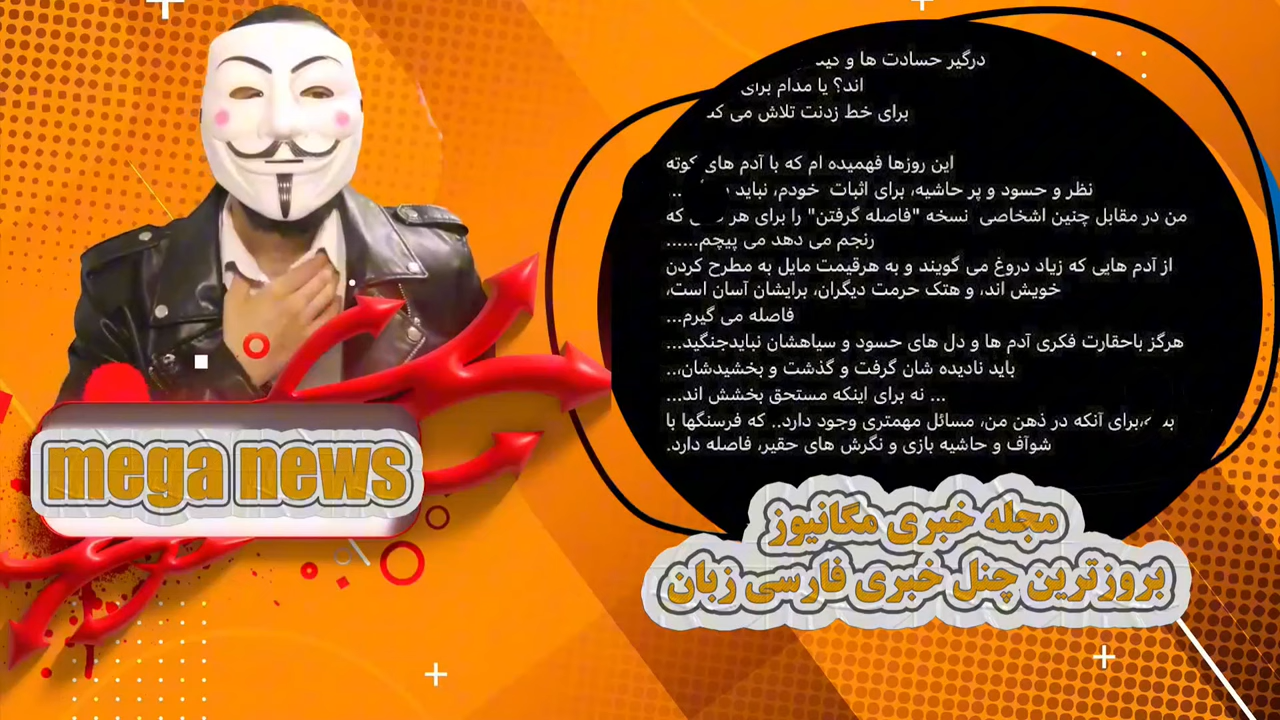 درگیر حسادت ها و
اند؟ یا مدام برای
برای خط زدنت تلاش می
این روزها فهمیده ام که با آدم های کوته
نظر و حسود و پر حاشیه، برای اثبات خودم، نباید ..
من در مقابل چنین اشخاصی نسخه "فاصله گرفتن" را برای هر که
رنجم می دهد می پیچم......
از آدم هایی که زیاد دروغ می گویند و به هرقیمت مایل به مطرح کردن
خویش اند، و هتک حرمت دیگران، برایشان آسان است،
فاصله می گیرم...
هرگز باحقارت فکری آدم ها و دل های حسود و سیاهشان نبایدجنگید...
باید نادیده شان گرفت و گذشت و بخشیدشان،..
... نه برای اینکه مستحق بخشش اند...
برای آنکه در ذهن من، مسائل مهمتری وجود دارد.. که فرسنگها با
شوآف و حاشیه بازی و نگرش های حقیر، فاصله دارد.
mega news
مجله خبری مگانیوز
بروزترین چنل خبری فارسی زبان